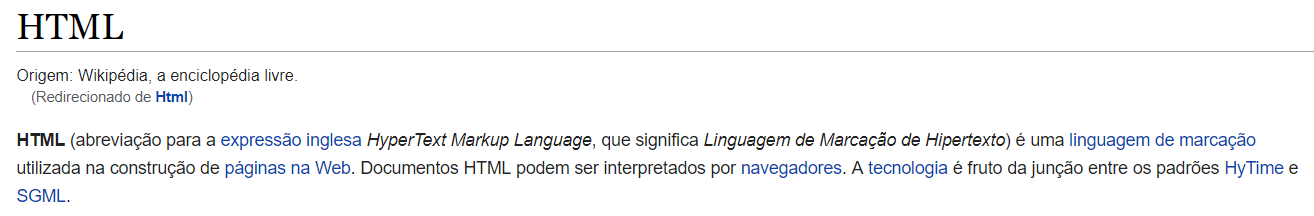 HTML
Origem: Wikipédia, a enciclopédia livre.
(Redirecionado de Html)
HTML (abreviação para a expressão inglesa HyperText Markup Language, que significa Linguagem de Marcação de Hipertexto) é uma linguagem de marcação
utilizada na construção de páginas na Web. Documentos HTML podem ser interpretados por navegadores. A tecnologia é fruto da junção entre os padrões HyTime e
SGML.